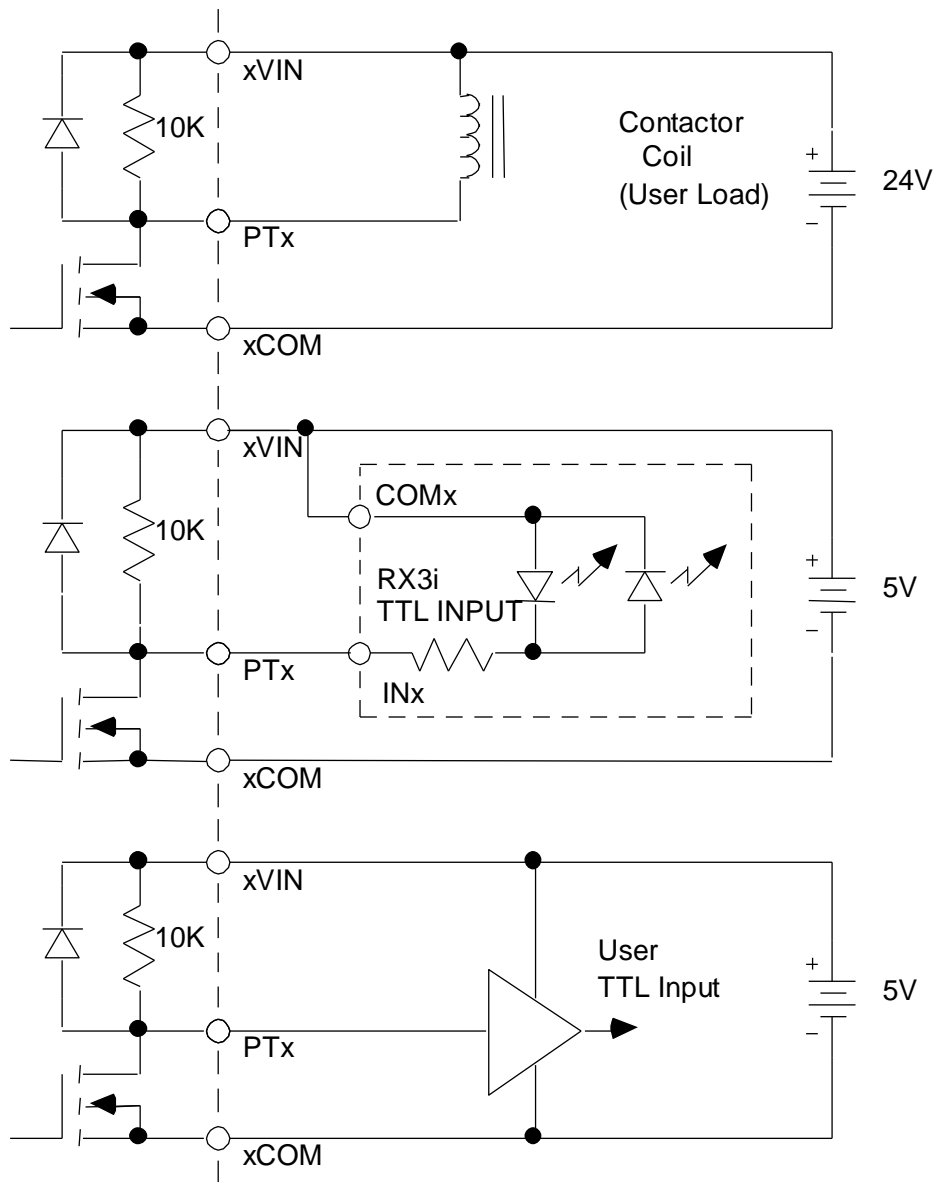 xVIN
10K
Contactor
Coil
(User Load)
+
24V
−
PTx
xCOM
xVIN
COMx
10K
RX3i
TTL INPUT
+
5V
−
PTx
INx
xCOM
xVIN
10K
User
TTL Input
+
5V
−
PTx
xCOM